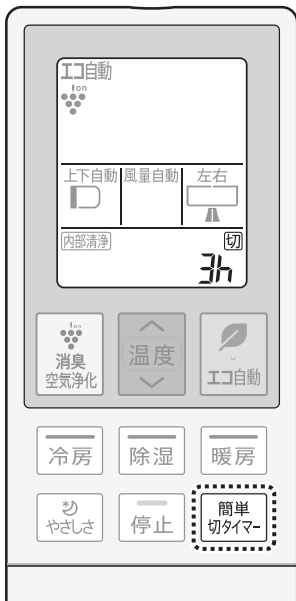 エコ自動
Ion
上下自動 風量自動 左右
内部清浄 切
3h
Ion
消臭
空気浄化
温度
エコ自動
冷房 除湿 暖房
やさしさ
停止
簡単
切タイマー